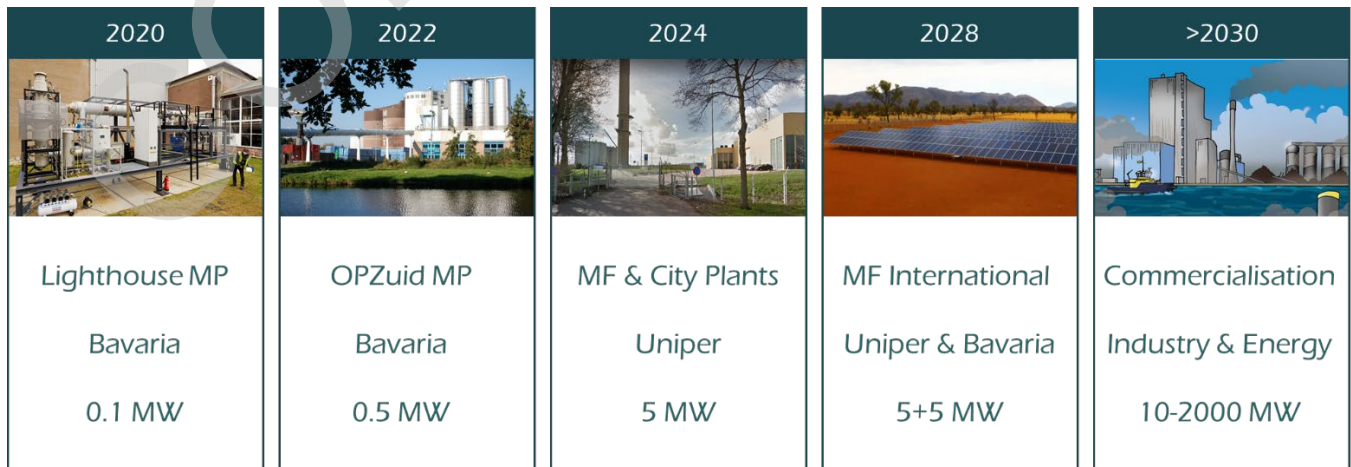 2020
Lighthouse MP
Bavaria
0.1 MW
2022
OPZuid MP
Bavaria
0.5 MW
2024
MF & City Plants
Uniper
5 MW
2028
MF International
Uniper & Bavaria
5+5 MW
>2030
Commercialisation
Industry & Energy
10-2000 MW